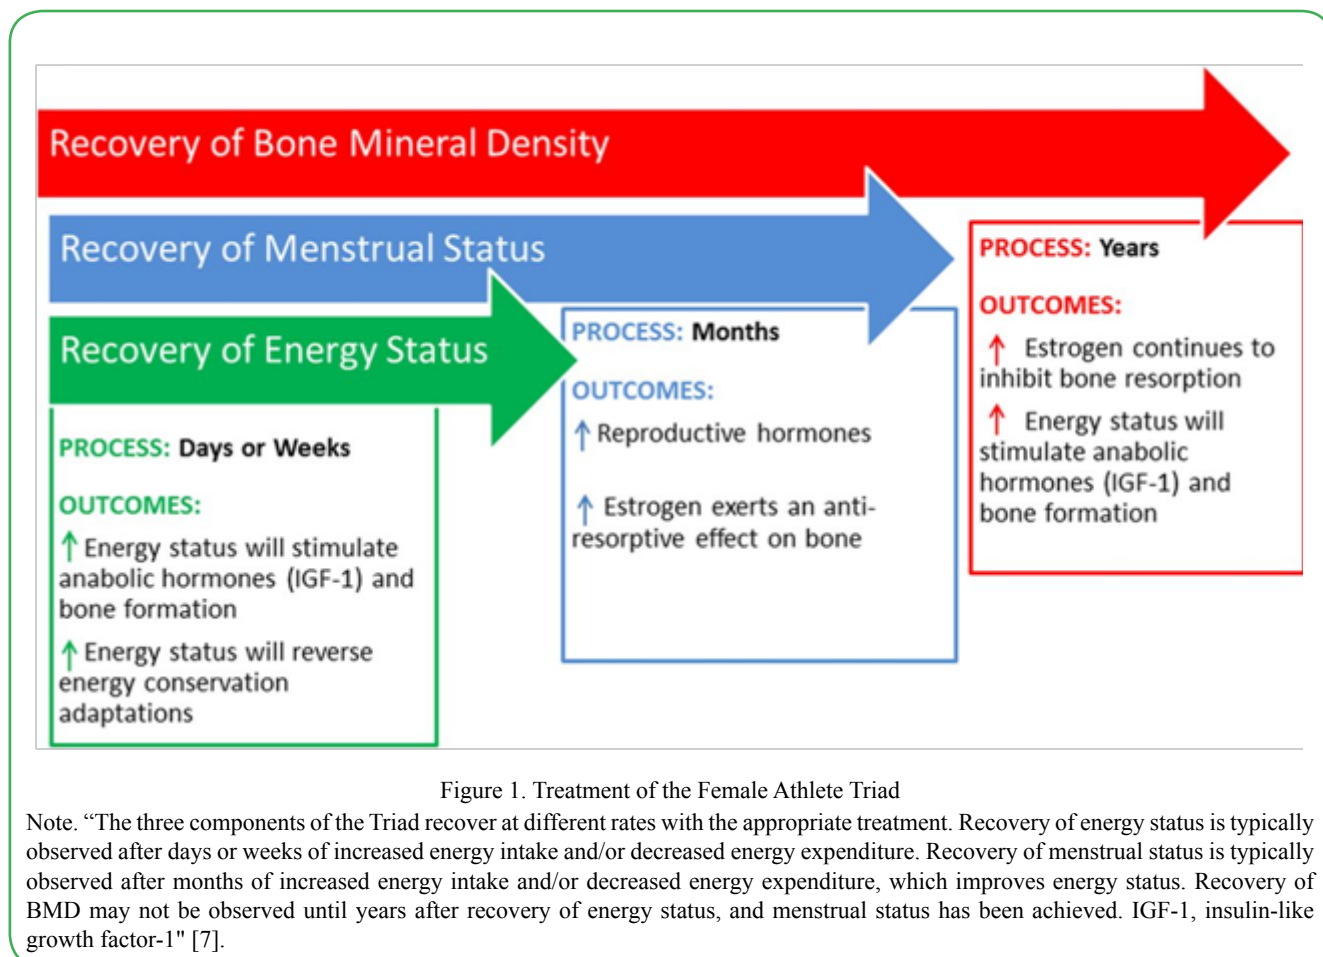 Recovery of Bone Mineral Density
Recovery of Menstrual Status
Recovery of Energy Status
PROCESS: Days or Weeks
OUTCOMES:
↑ Energy status will stimulate
anabolic hormones (IGF-1) and
bone formation
↑ Energy status will reverse
energy conservation
adaptations
PROCESS: Months
OUTCOMES:
↑ Reproductive hormones
↑ Estrogen exerts an anti-
resorptive effect on bone
PROCESS: Years
OUTCOMES:
↑ Estrogen continues to
inhibit bone resorption
↑ Energy status will
stimulate anabolic
hormones (IGF-1) and
bone formation
Figure 1. Treatment of the Female Athlete Triad
Note. “The three components of the Triad recover at different rates with the appropriate treatment. Recovery of energy status is typically
observed after days or weeks of increased energy intake and/or decreased energy expenditure. Recovery of menstrual status is typically
observed after months of increased energy intake and/or decreased energy expenditure, which improves energy status. Recovery of
BMD may not be observed until years after recovery of energy status, and menstrual status has been achieved. IGF-1, insulin-like
growth factor-1" [7].